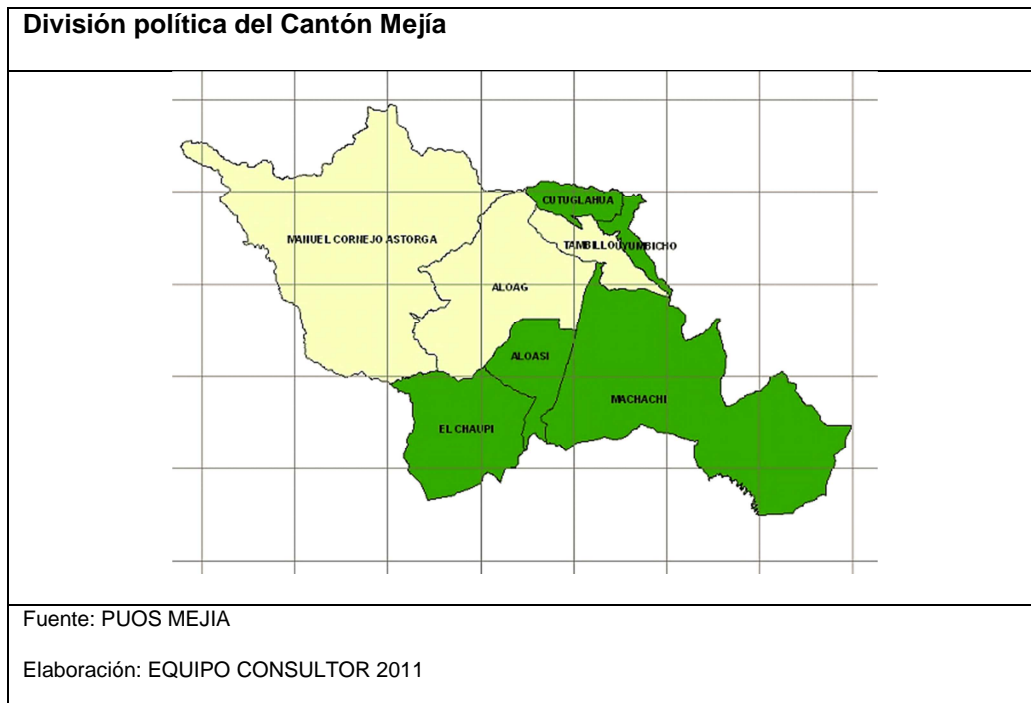 División política del Cantón Mejía
CUTUGLAHUA
MANUEL CORNEJO ASTORGA
TAMBILLO
UYUMBICHO
ALOAG
ALOASI
MACHACHI
EL CHAUPI
Fuente: PUOS MEJIA
Elaboración: EQUIPO CONSULTOR 2011